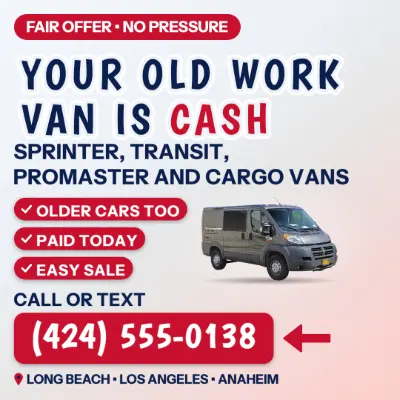 FAIR OFFER • NO PRESSURE
YOUR OLD WORK
VAN IS CASH
SPRINTER, TRANSIT,
PROMASTER AND CARGO VANS
✓ OLDER CARS TOO
✓ PAID TODAY
✓ EASY SALE
CALL OR TEXT
(424) 555-0138
LONG BEACH • LOS ANGELES • ANAHEIM